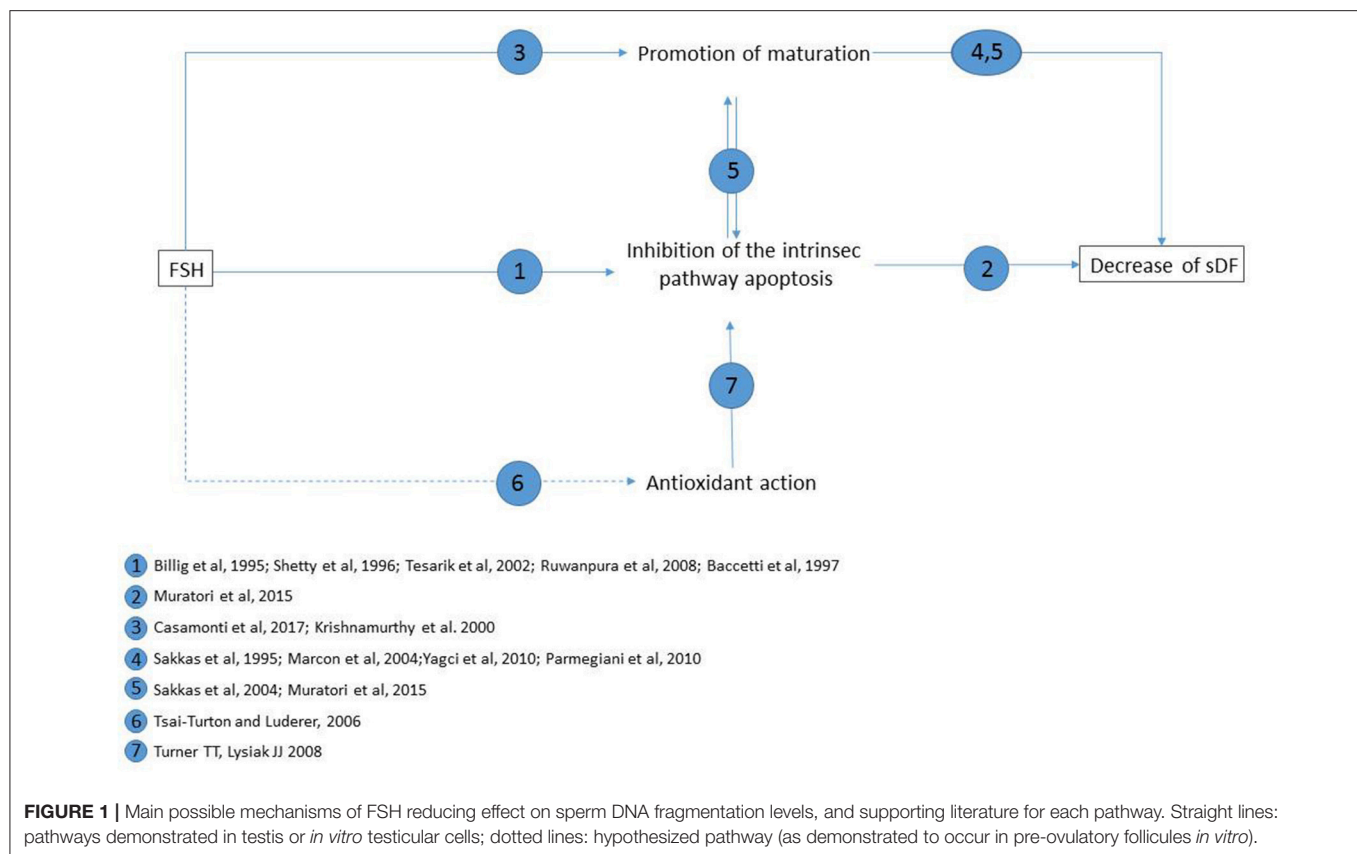 3
Promotion of maturation
4,5
5
FSH
1
Inhibition of the intrinsec
pathway apoptosis
2
Decrease of sDF
7
6
Antioxidant action
1 Billig et al, 1995; Shetty et al, 1996; Tesarik et al, 2002; Ruwanpura et al, 2008; Baccetti et al, 1997
2 Muratori et al, 2015
3 Casamonti et al, 2017; Krishnamurthy et al. 2000
4 Sakkas et al, 1995; Marcon et al, 2004;Yagci et al, 2010; Parmegiani et al, 2010
5 Sakkas et al, 2004; Muratori et al, 2015
6 Tsai-Turton and Luderer, 2006
7 Turner TT, Lysiak JJ 2008
FIGURE 1 | Main possible mechanisms of FSH reducing effect on sperm DNA fragmentation levels, and supporting literature for each pathway. Straight lines:
pathways demonstrated in testis or in vitro testicular cells; dotted lines: hypothesized pathway (as demonstrated to occur in pre-ovulatory follicules in vitro).